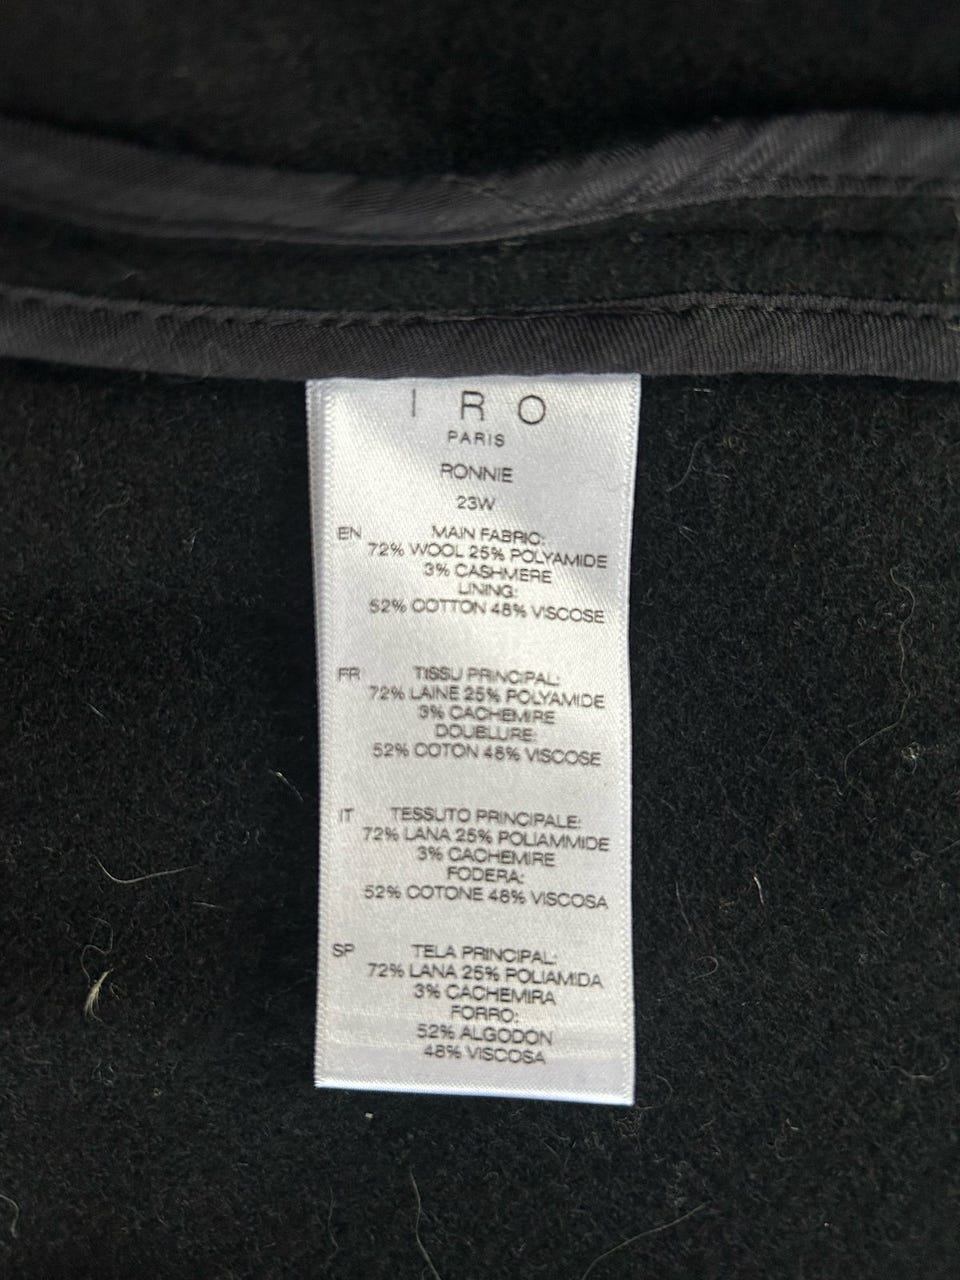 IRO
PARIS
RONNIE
23W
EN MAIN FABRIC:
72% WOOL 25% POLYAMIDE
3% CASHMERE
LINING:
52% COTTON 48% VISCOSE
FR TISSU PRINCIPAL:
72% LAINE 25% POLYAMIDE
3% CACHEMIRE
DOUBLURE:
52% COTON 48% VISCOSE
IT TESSUTO PRINCIPALE:
72% LANA 25% POLIAMMIDE
3% CACHEMIRE
FODERA:
52% COTONE 48% VISCOSA
SP TELA PRINCIPAL:
72% LANA 25% POLIAMIDA
3% CACHEMIRA
FORRO:
52% ALGODON
48% VISCOSA